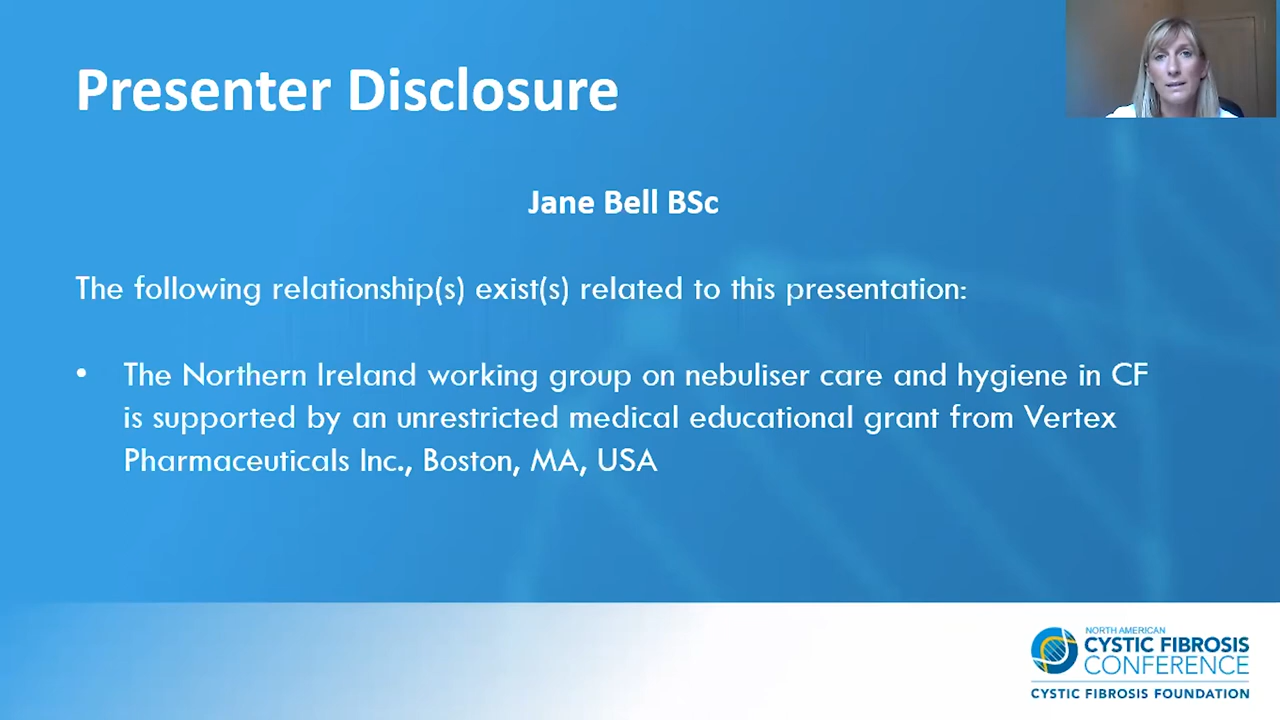 Presenter Disclosure
Jane Bell BSc
The following relationship(s) exist(s) related to this presentation:
• The Northern Ireland working group on nebuliser care and hygiene in CF
is supported by an unrestricted medical educational grant from Vertex
Pharmaceuticals Inc., Boston, MA, USA
NORTH AMERICAN
CYSTIC FIBROSIS
CONFERENCE
CYSTIC FIBROSIS FOUNDATION